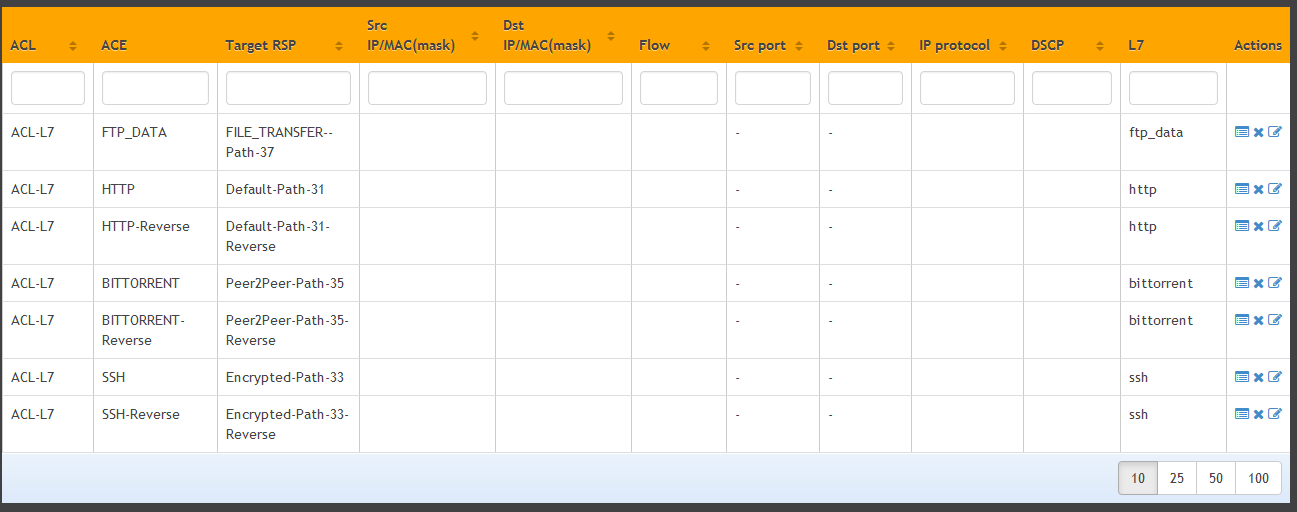 ACL ACE Target RSP Src IP/MAC(mask) Dst IP/MAC(mask) Flow Src port Dst port IP protocol DSCP L7 Actions
ACL-L7 FTP_DATA FILE_TRANSFER-- - - ftp_data
Path-37
ACL-L7 HTTP Default-Path-31 - - http
ACL-L7 HTTP-Reverse Default-Path-31- - - http
Reverse
ACL-L7 BITTORRENT Peer2Peer-Path-35 - - bittorrent
ACL-L7 BITTORRENT- Peer2Peer-Path-35- - - bittorrent
Reverse Reverse
ACL-L7 SSH Encrypted-Path-33 - - ssh
ACL-L7 SSH-Reverse Encrypted-Path-33- - - ssh
Reverse
10 25 50 100